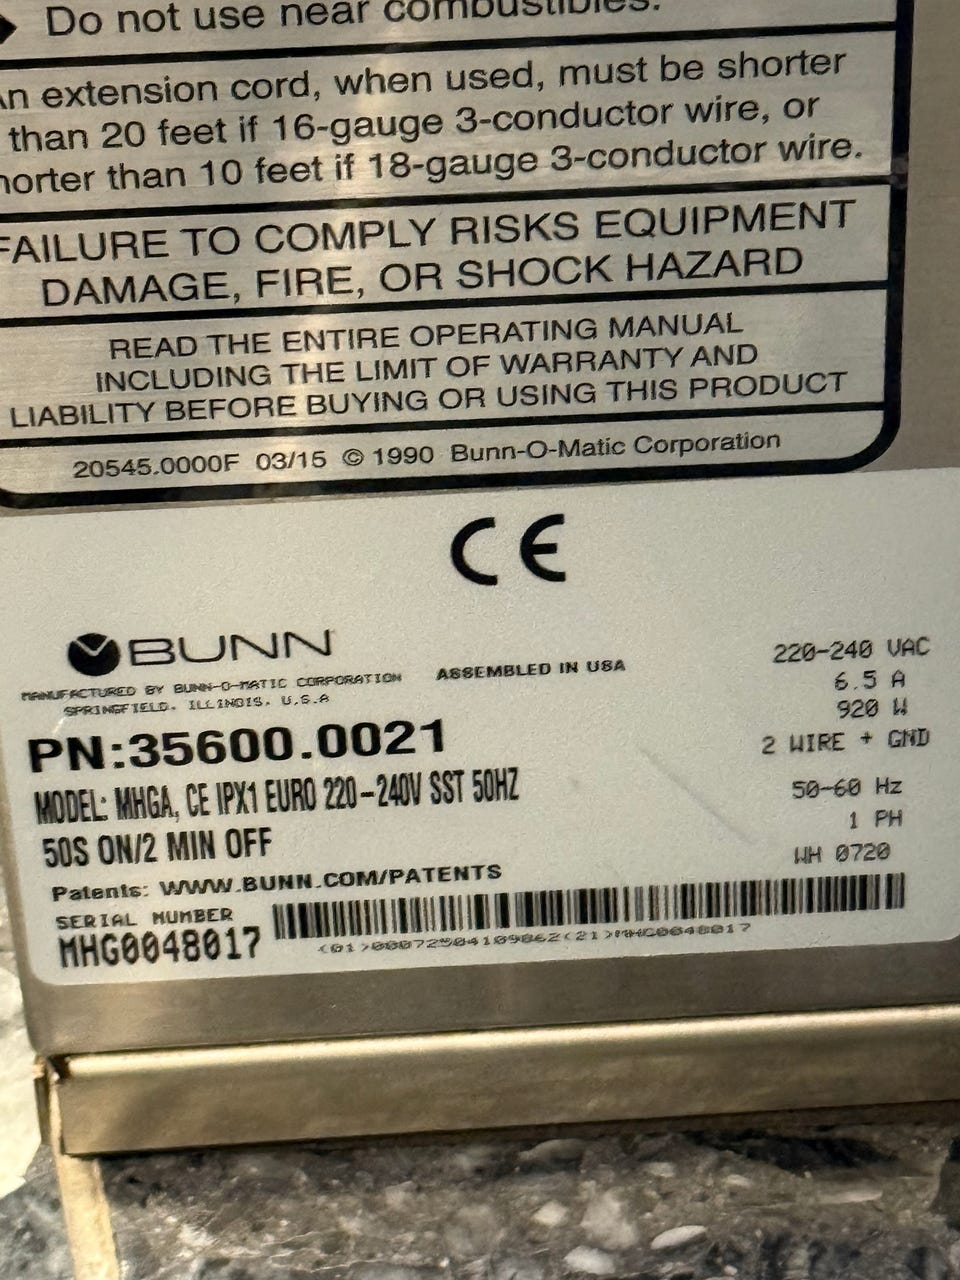 Do not use near combustibles.
An extension cord, when used, must be shorter
than 20 feet if 16-gauge 3-conductor wire, or
shorter than 10 feet if 18-gauge 3-conductor wire.
FAILURE TO COMPLY RISKS EQUIPMENT
DAMAGE, FIRE, OR SHOCK HAZARD
READ THE ENTIRE OPERATING MANUAL
INCLUDING THE LIMIT OF WARRANTY AND
LIABILITY BEFORE BUYING OR USING THIS PRODUCT
20545.0000F 03/15 © 1990 Bunn-O-Matic Corporation
CE
BUNN
MANUFACTURED BY BUNN-O-MATIC CORPORATION
SPRINGFIELD, ILLINOIS, U.S.A
ASSEMBLED IN USA
220-240 VAC
6.5 A
920 W
2 WIRE + GND
50-60 Hz
1 PH
WH 0720
PN:35600.0021
MODEL: MHGA, CE IPX1 EURO 220-240V SST 50HZ
50S ON/2 MIN OFF
Patents: WWW.BUNN.COM/PATENTS
SERIAL NUMBER
MHG0048017
(01)00072504109862(21)MHG0048017